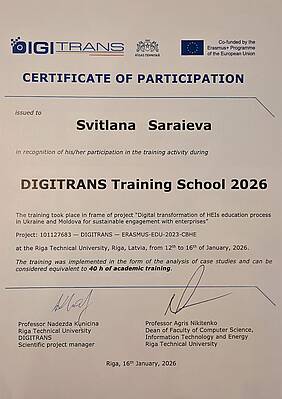 DIGITRANS
RĪGAS TEHNISKĀ
Co-funded by the
Erasmus+ Programme
of the European Union
CERTIFICATE OF PARTICIPATION
issued to
Svitlana Saraieva
in recognition of his/her participation in the training activity during
DIGITRANS Training School 2026
The training took place in frame of project "Digital transformation of HEIs education process
in Ukraine and Moldova for sustainable engagement with enterprises"
Project: 101127683 — DIGITRANS — ERASMUS-EDU-2023-CBHE
at the Riga Technical University, Riga, Latvia, from 12th to 16th of January, 2026.
The training was implemented in the form of the analysis of case studies and can be
considered equivalent to 40 h of academic training.
Professor Nadezda Kunicina
Riga Technical University
DIGITRANS
Scientific project manager
Professor Agris Nikitenko
Dean of Faculty of Computer Science,
Information Technology and Energy
Riga Technical University
Riga, 16th January, 2026